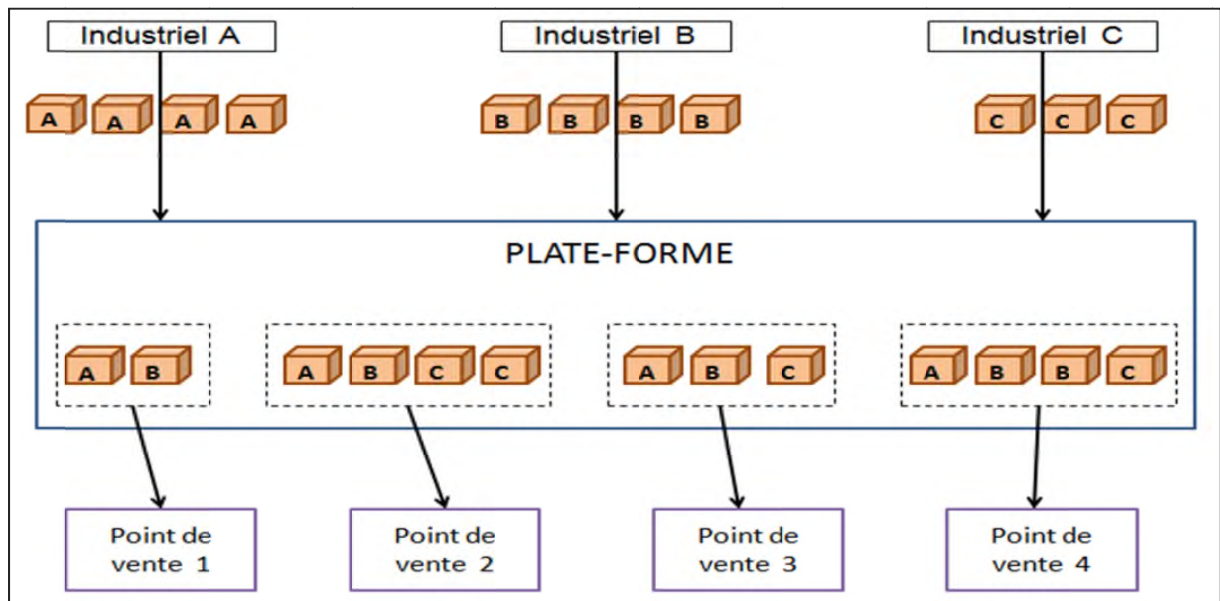 Industriel A
Industriel B
Industriel C
A A A A
B B B B
C C C
PLATE-FORME
A B
A B C C
A B C
A B B C
Point de
vente 1
Point de
vente 2
Point de
vente 3
Point de
vente 4